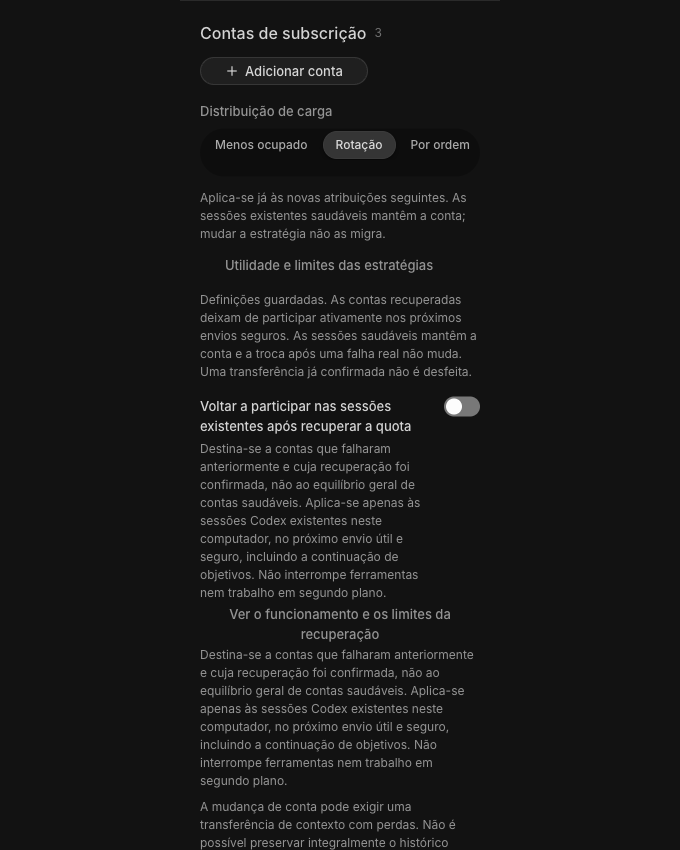 Contas de subscrição 3
+ Adicionar conta
Distribuição de carga
Menos ocupado Rotação Por ordem
Aplica-se já às novas atribuições seguintes. As
sessões existentes saudáveis mantêm a conta;
mudar a estratégia não as migra.
Utilidade e limites das estratégias
Definições guardadas. As contas recuperadas
deixam de participar ativamente nos próximos
envios seguros. As sessões saudáveis mantêm a
conta e a troca após uma falha real não muda.
Uma transferência já confirmada não é desfeita.
Voltar a participar nas sessões
existentes após recuperar a quota
Destina-se a contas que falharam
anteriormente e cuja recuperação foi
confirmada, não ao equilíbrio geral de
contas saudáveis. Aplica-se apenas às
sessões Codex existentes neste
computador, no próximo envio útil e
seguro, incluindo a continuação de
objetivos. Não interrompe ferramentas
nem trabalho em segundo plano.
Ver o funcionamento e os limites da
recuperação
Destina-se a contas que falharam anteriormente
e cuja recuperação foi confirmada, não ao
equilíbrio geral de contas saudáveis. Aplica-se
apenas às sessões Codex existentes neste
computador, no próximo envio útil e seguro,
incluindo a continuação de objetivos. Não
interrompe ferramentas nem trabalho em
segundo plano.
A mudança de conta pode exigir uma
transferência de contexto com perdas. Não é
possível preservar integralmente o histórico